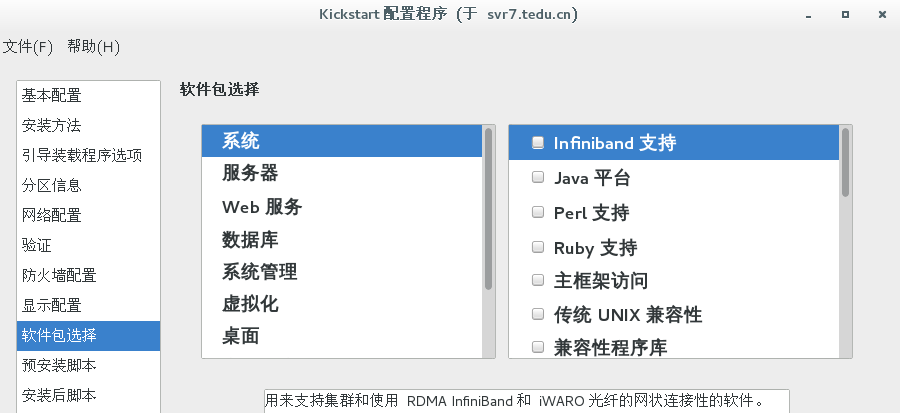 Kickstart 配置程序 (于 svr7.tedu.cn)
文件(F) 帮助(H)
基本配置
安装方法
引导装载程序选项
分区信息
网络配置
验证
防火墙配置
显示配置
软件包选择
预安装脚本
安装后脚本
软件包选择
系统
服务器
Web 服务
数据库
系统管理
虚拟化
桌面
Infiniband 支持
Java 平台
Perl 支持
Ruby 支持
主框架访问
传统 UNIX 兼容性
兼容性程序库
用来支持集群和使用 RDMA InfiniBand 和 iWARO 光纤的网状连接性的软件。